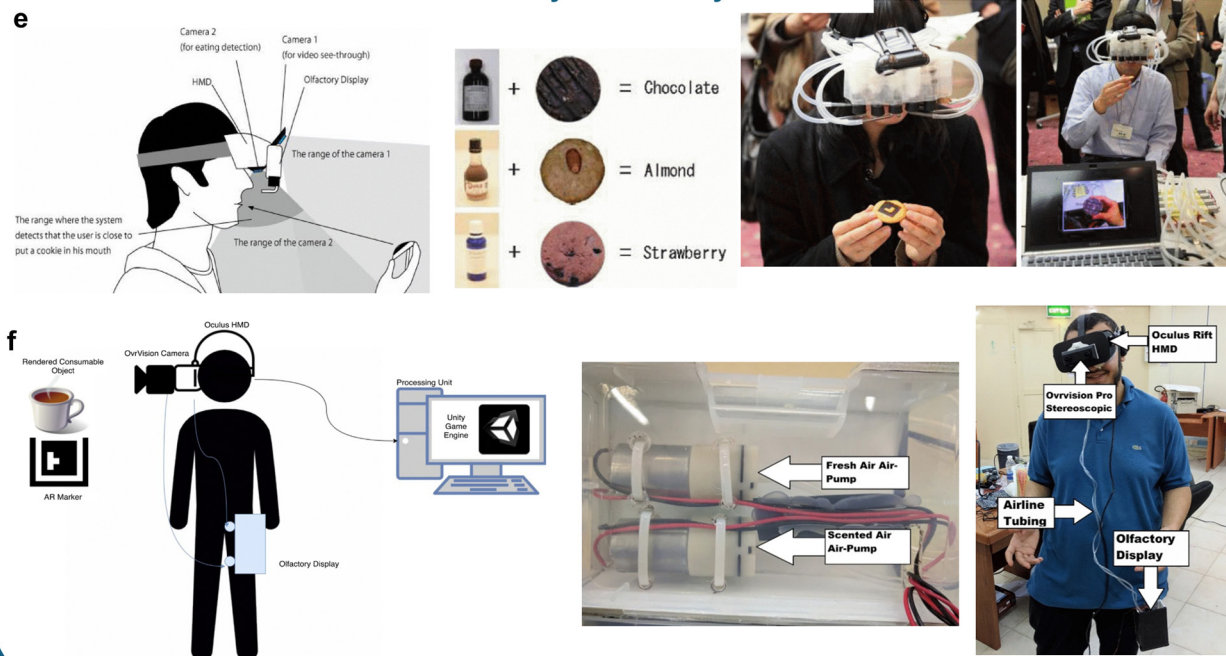 e
Camera 2
(for eating detection)
Camera 1
(for video see-through)
HMD
Olfactory Display
The range of the camera 1
The range where the system
detects that the user is close to
put a cookie in his mouth
The range of the camera 2
+
= Chocolate
+
= Almond
+
= Strawberry
f
Oculus HMD
OvrVision Camera
Rendered Consumable
Object
AR Marker
Processing Unit
Unity
Game
Engine
Olfactory Display
Fresh Air Air-
Pump
Scented Air
Air-Pump
Oculus Rift
HMD
Ovrvision Pro
Stereoscopic
Airline
Tubing
Olfactory
Display